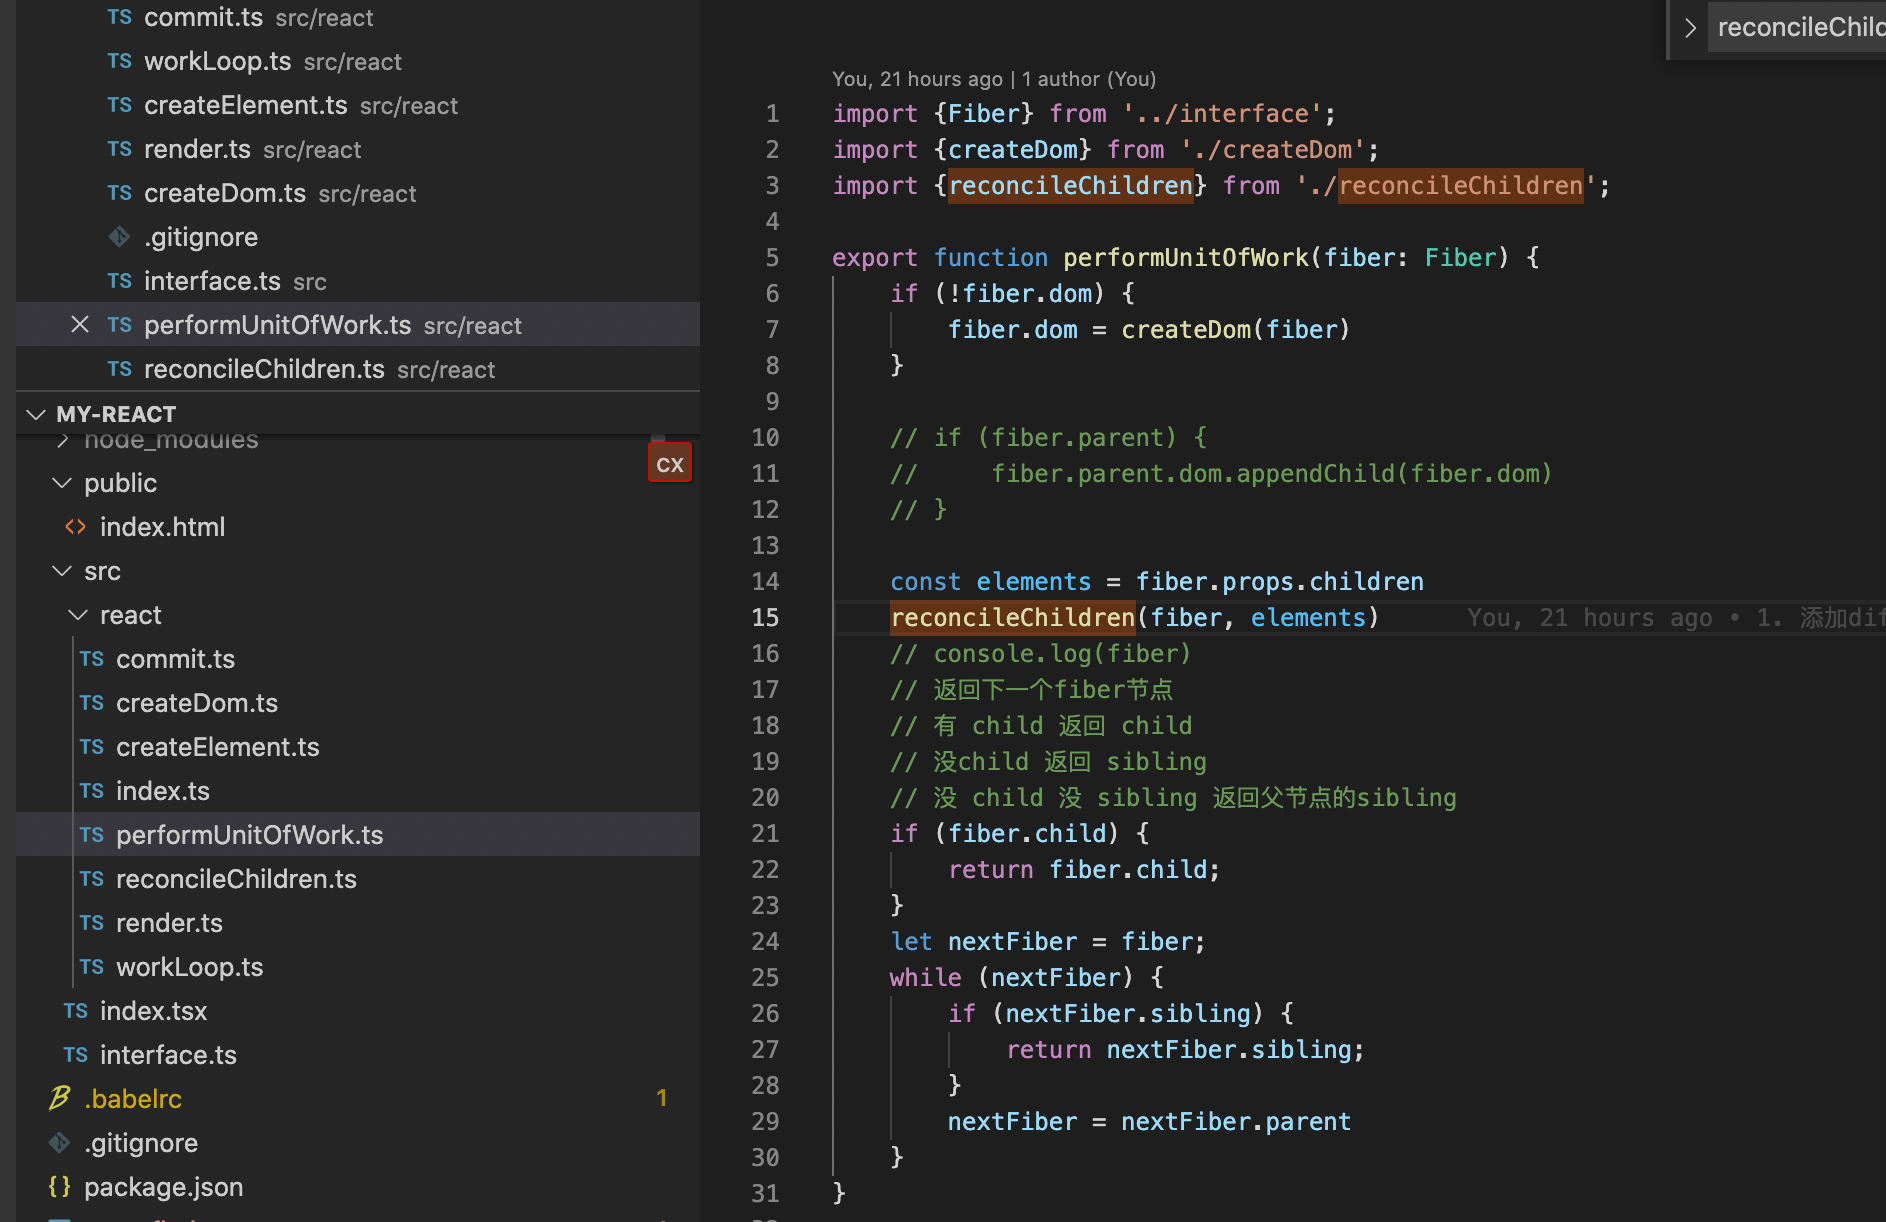 TS commit.ts src/react
TS workLoop.ts src/react
TS createElement.ts src/react
TS render.ts src/react
TS createDom.ts src/react
.gitignore
TS interface.ts src
TS performUnitOfWork.ts src/react
TS reconcileChildren.ts src/react
MY-REACT
node_modules
CX
public
<> index.html
src
react
TS commit.ts
TS createDom.ts
TS createElement.ts
TS index.ts
TS performUnitOfWork.ts
TS reconcileChildren.ts
TS render.ts
TS workLoop.ts
TS index.tsx
TS interface.ts
.babelrc 1
.gitignore
{} package.json
reconcileChild
You, 21 hours ago | 1 author (You)
1 import {Fiber} from '../interface';
2 import {createDom} from './createDom';
3 import {reconcileChildren} from './reconcileChildren';
4
5 export function performUnitOfWork(fiber: Fiber) {
6 if (!fiber.dom) {
7 fiber.dom = createDom(fiber)
8 }
9
10 // if (fiber.parent) {
11 // fiber.parent.dom.appendChild(fiber.dom)
12 // }
13
14 const elements = fiber.props.children
15 reconcileChildren(fiber, elements) You, 21 hours ago • 1. 添加dif
16 // console.log(fiber)
17 // 返回下一个fiber节点
18 // 有 child 返回 child
19 // 没child 返回 sibling
20 // 没 child 没 sibling 返回父节点的sibling
21 if (fiber.child) {
22 return fiber.child;
23 }
24 let nextFiber = fiber;
25 while (nextFiber) {
26 if (nextFiber.sibling) {
27 return nextFiber.sibling;
28 }
29 nextFiber = nextFiber.parent
30 }
31 }